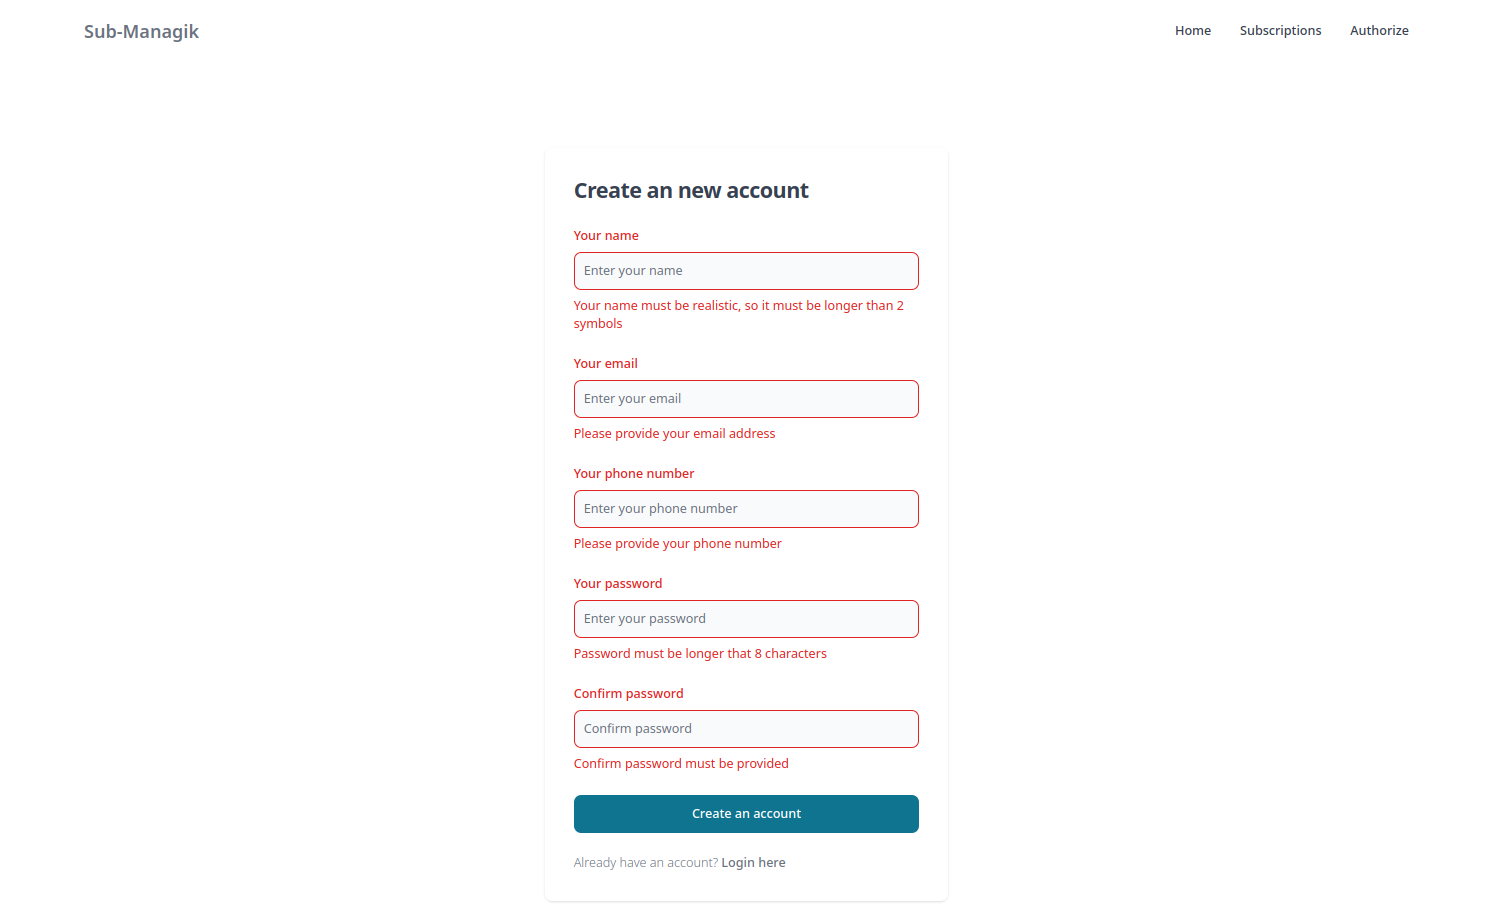 Sub-Managik
Home Subscriptions Authorize
Create an new account
Your name
Enter your name
Your name must be realistic, so it must be longer than 2
symbols
Your email
Enter your email
Please provide your email address
Your phone number
Enter your phone number
Please provide your phone number
Your password
Enter your password
Password must be longer that 8 characters
Confirm password
Confirm password
Confirm password must be provided
Create an account
Already have an account? Login here